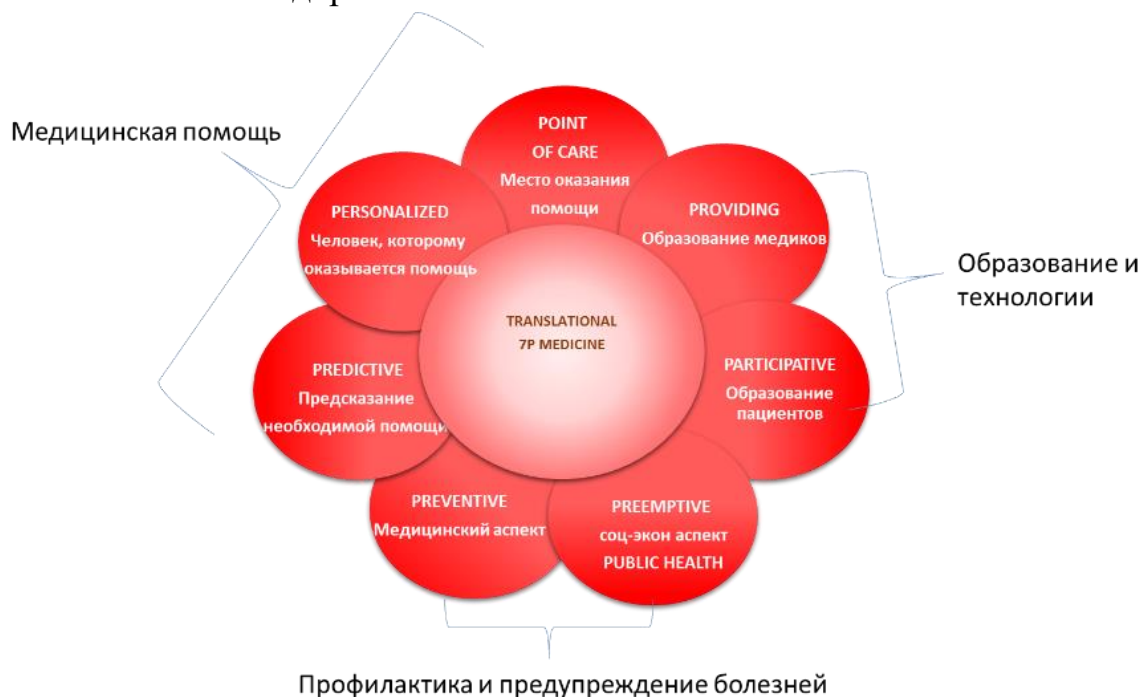 Медицинская помощь
POINT
OF CARE
Место оказания
помощи
PERSONALIZED
Человек, которому
оказывается помощь
PROVIDING
Образование медиков
Образование и
технологии
TRANSLATIONAL
7P MEDICINE
PREDICTIVE
Предсказание
необходимой помощи
PARTICIPATIVE
Образование
пациентов
PREVENTIVE
Медицинский аспект
PREEMPTIVE
соц-экон аспект
PUBLIC HEALTH
Профилактика и предупреждение болезней